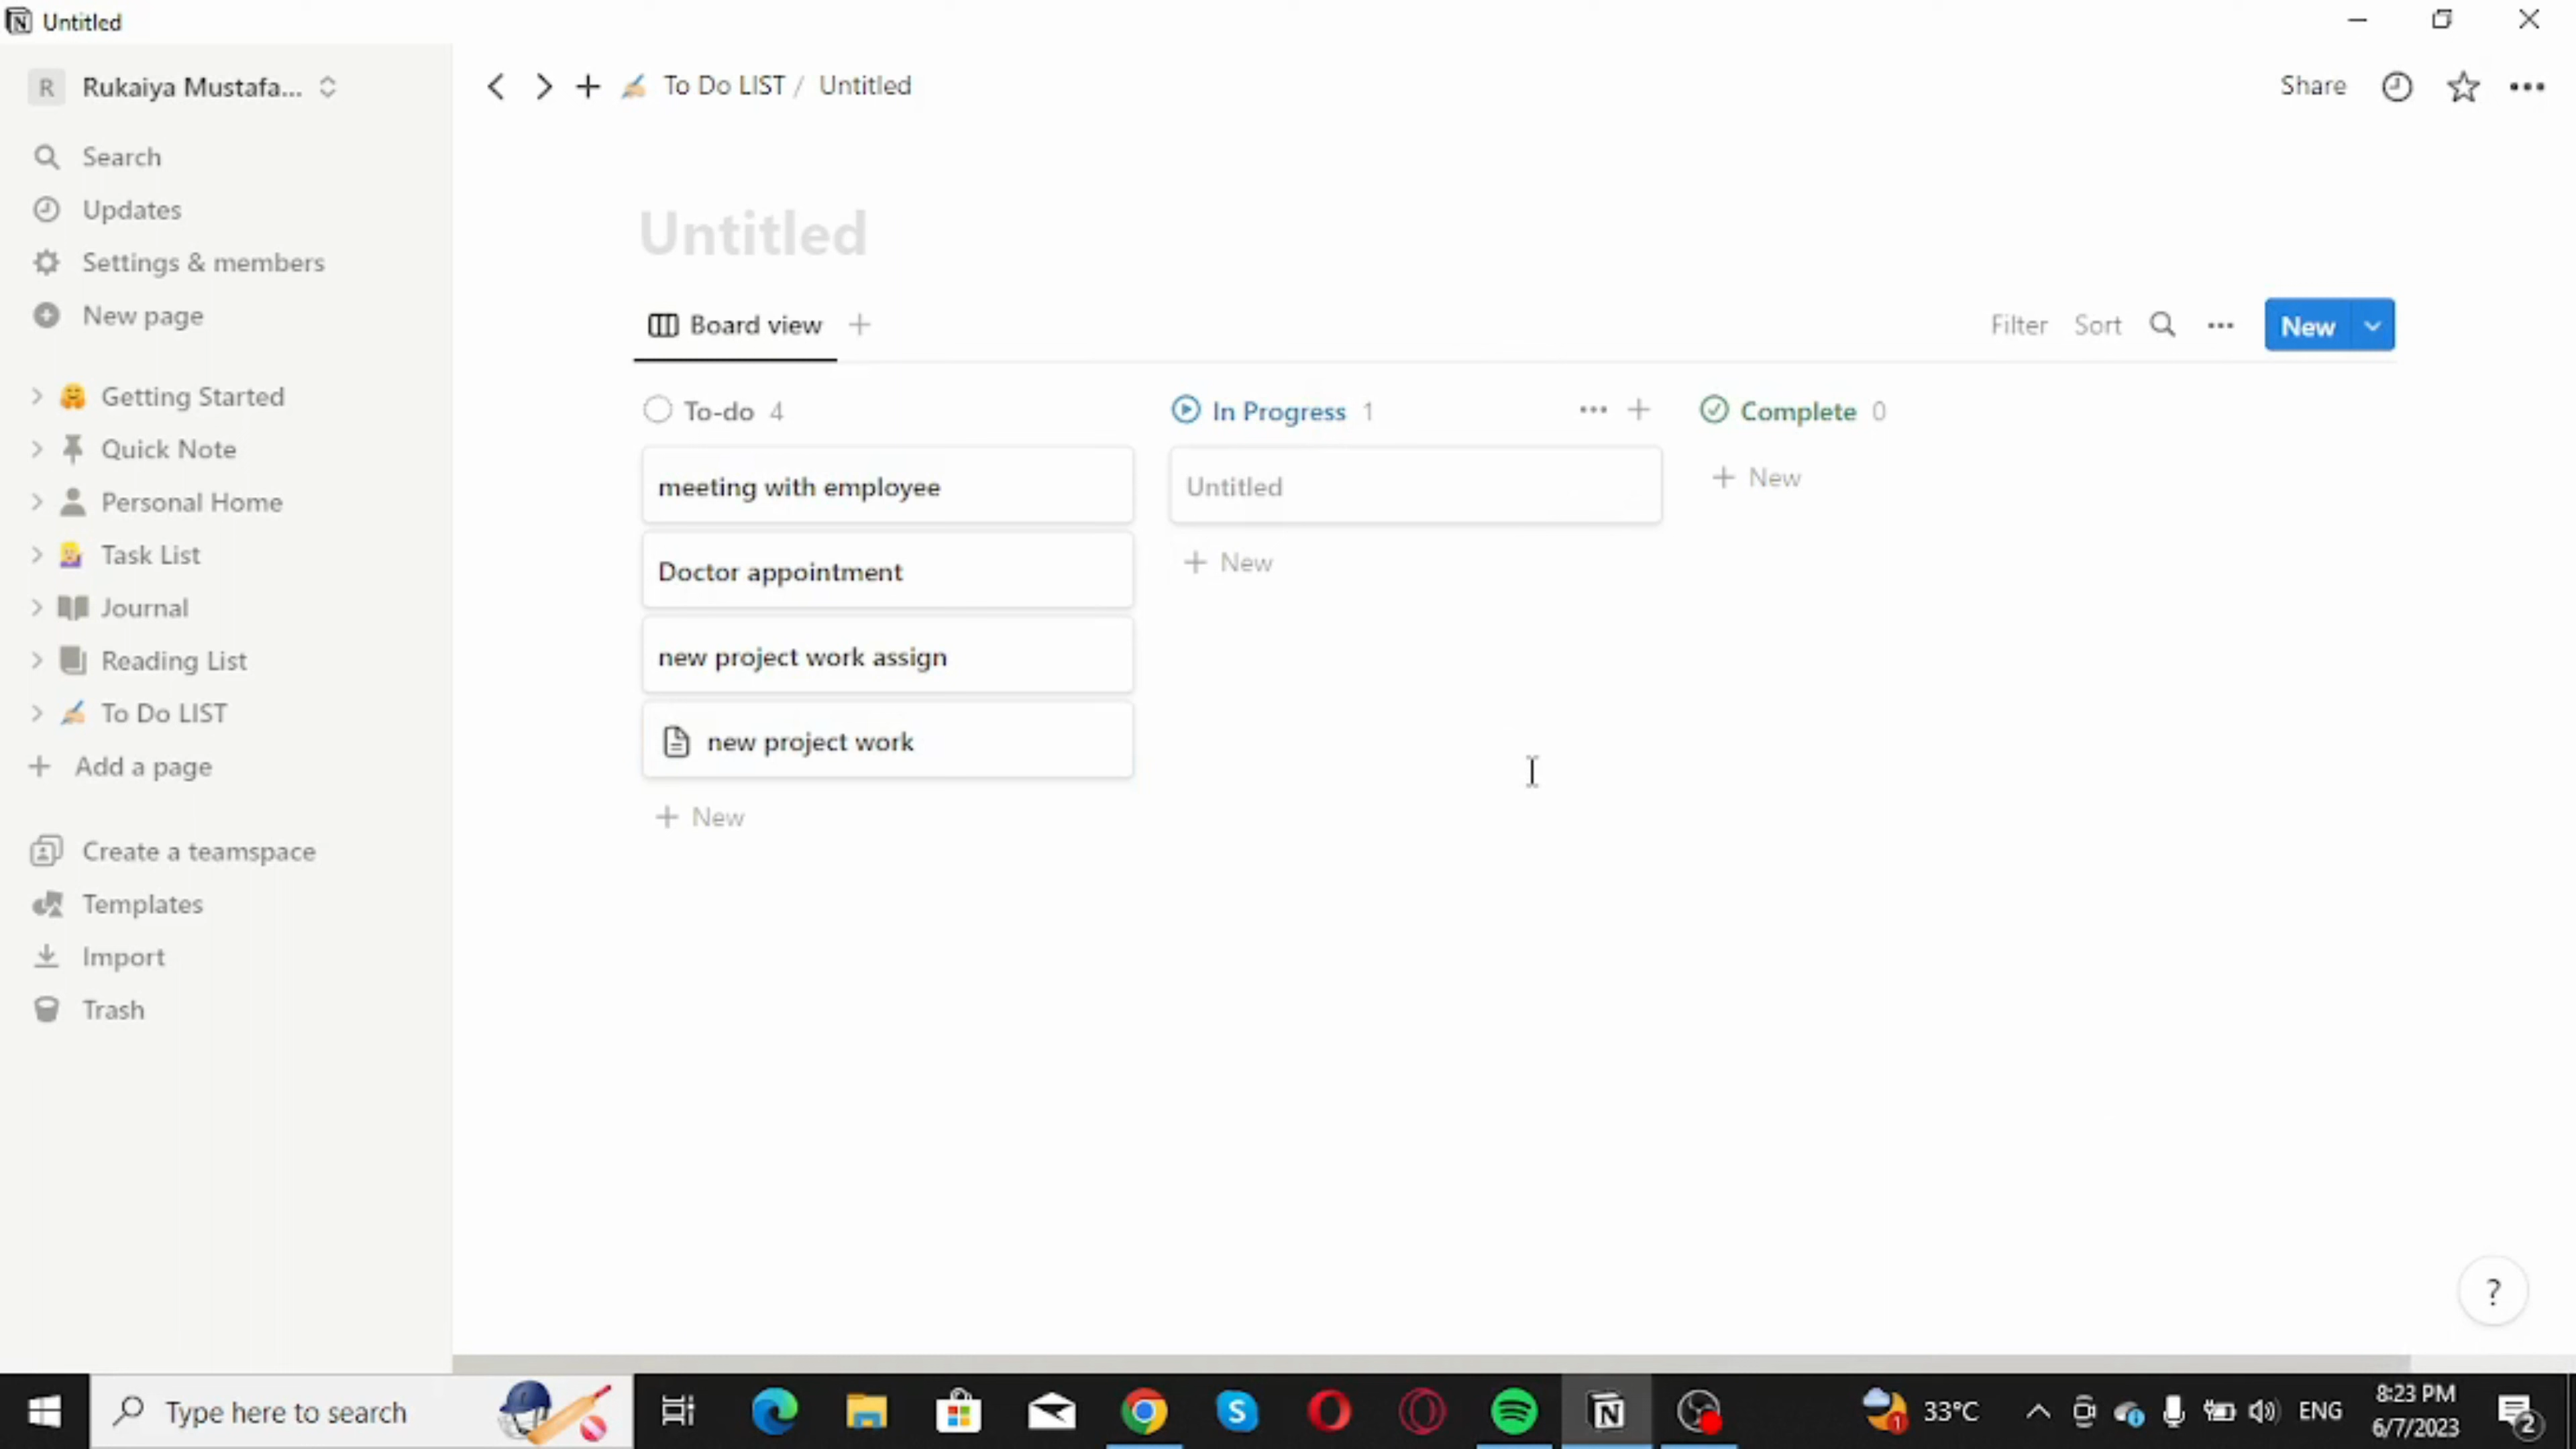 Untitled
R Rukaiya Mustafa...
Search
Updates
Settings & members
New page
Getting Started
Quick Note
Personal Home
Task List
Journal
Reading List
To Do LIST
Add a page
Create a teamspace
Templates
Import
Trash
To Do LIST / Untitled
Share
Untitled
Board view
Filter Sort New
To-do 4
meeting with employee
Doctor appointment
new project work assign
new project work
+ New
In Progress 1
Untitled
+ New
Complete 0
+ New
?
Type here to search
33°C
ENG
8:23 PM
6/7/2023
2